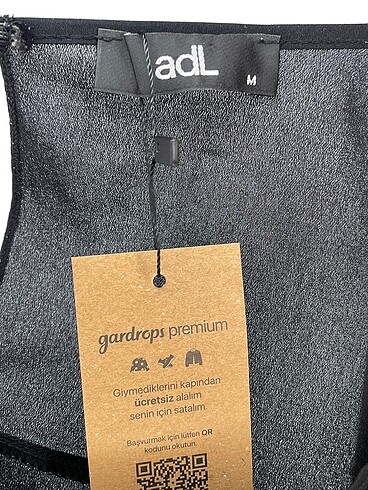 adL
M
gardrops premium
Giymediklerini kapından
ücretsiz alalım
senin için satalım.
Başvurmak için lütfen QR
kodunu okutun.